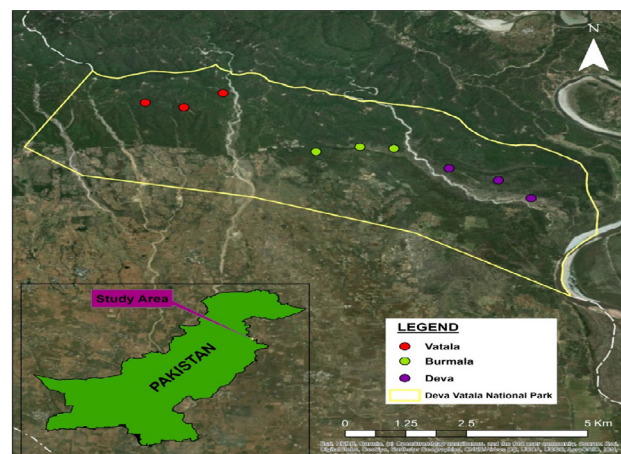 N
Study Area
PAKISTAN
LEGEND
Vatala
Burmala
Deva
Deva Vatala National Park
0 1.25 2.5 5 Km